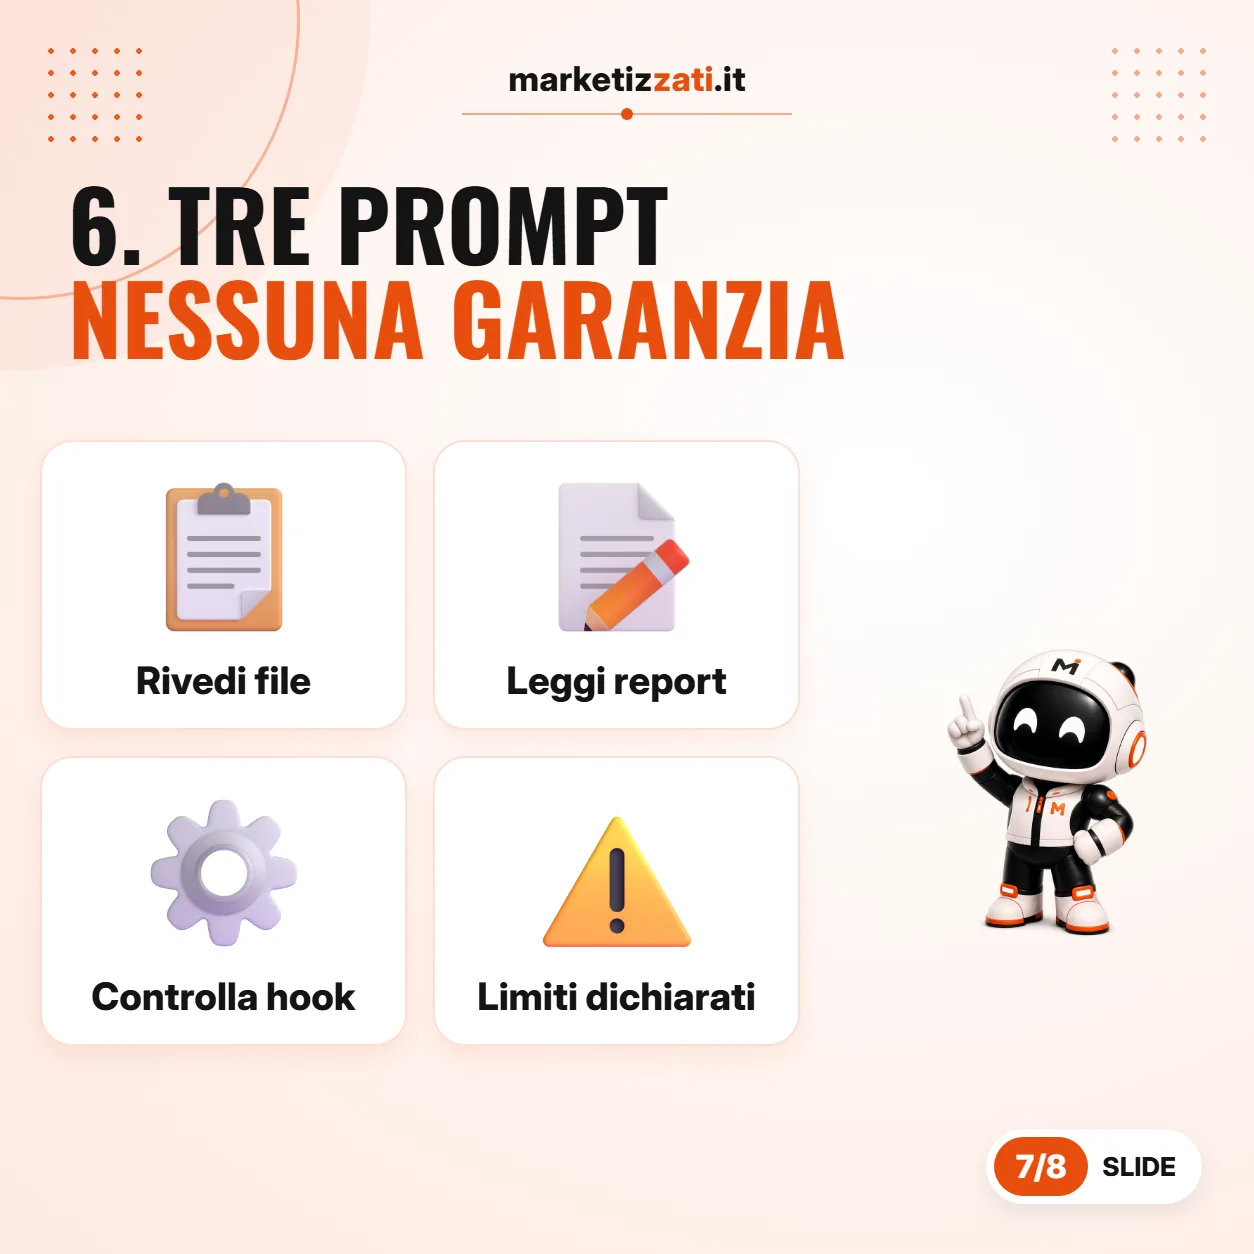 marketizzati.it
6. TRE PROMPT
NESSUNA GARANZIA
Rivedi file
Leggi report
Controlla hook
Limiti dichiarati
M
M
7/8 SLIDE